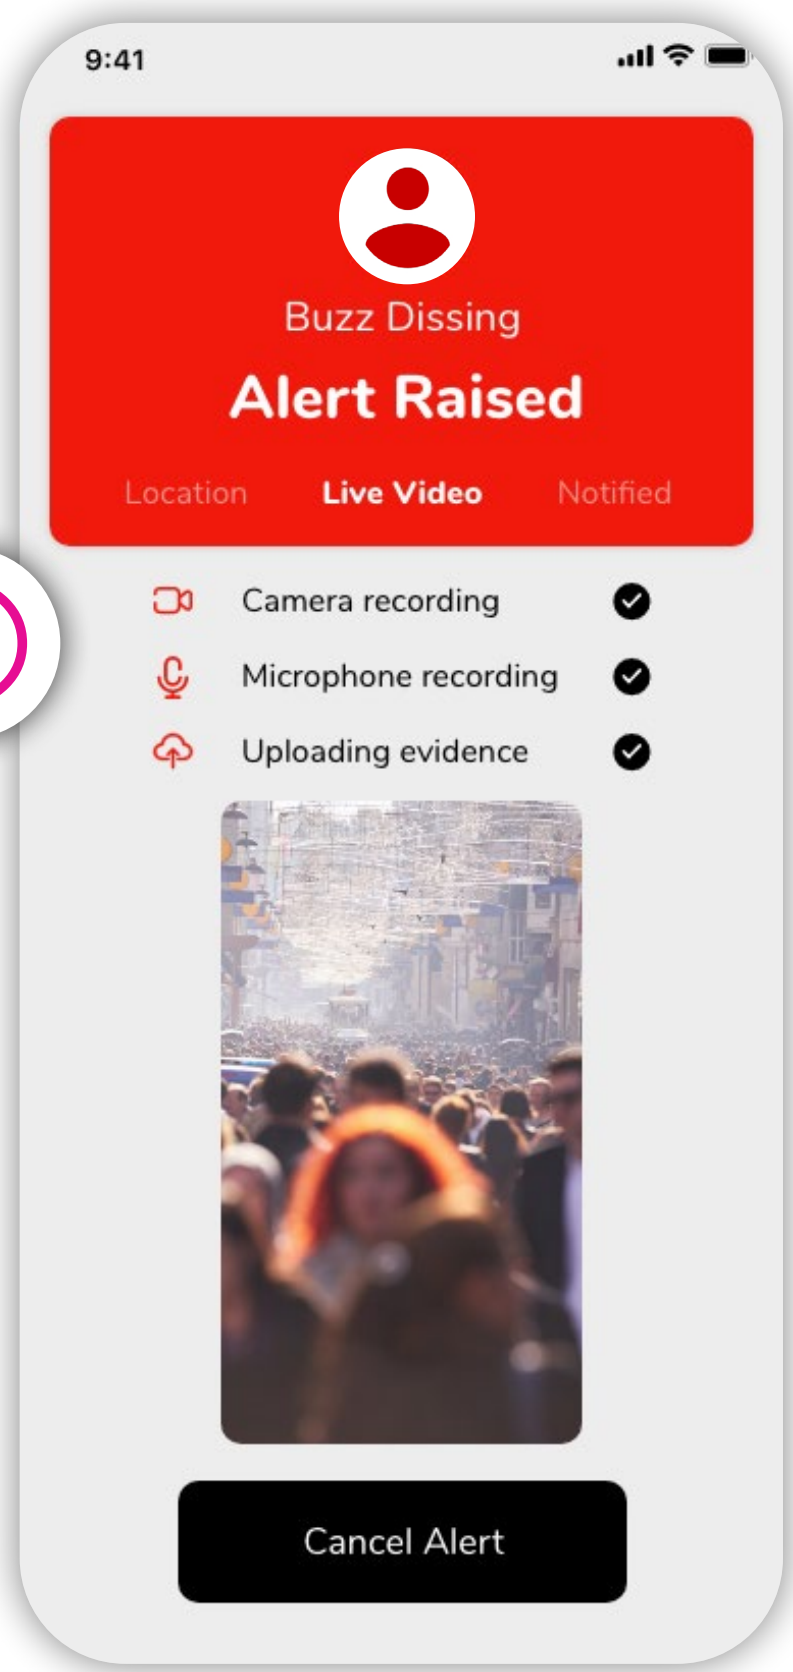 9:41
Buzz Dissing
Alert Raised
Location Live Video Notified
Camera recording
Microphone recording
Uploading evidence
Cancel Alert